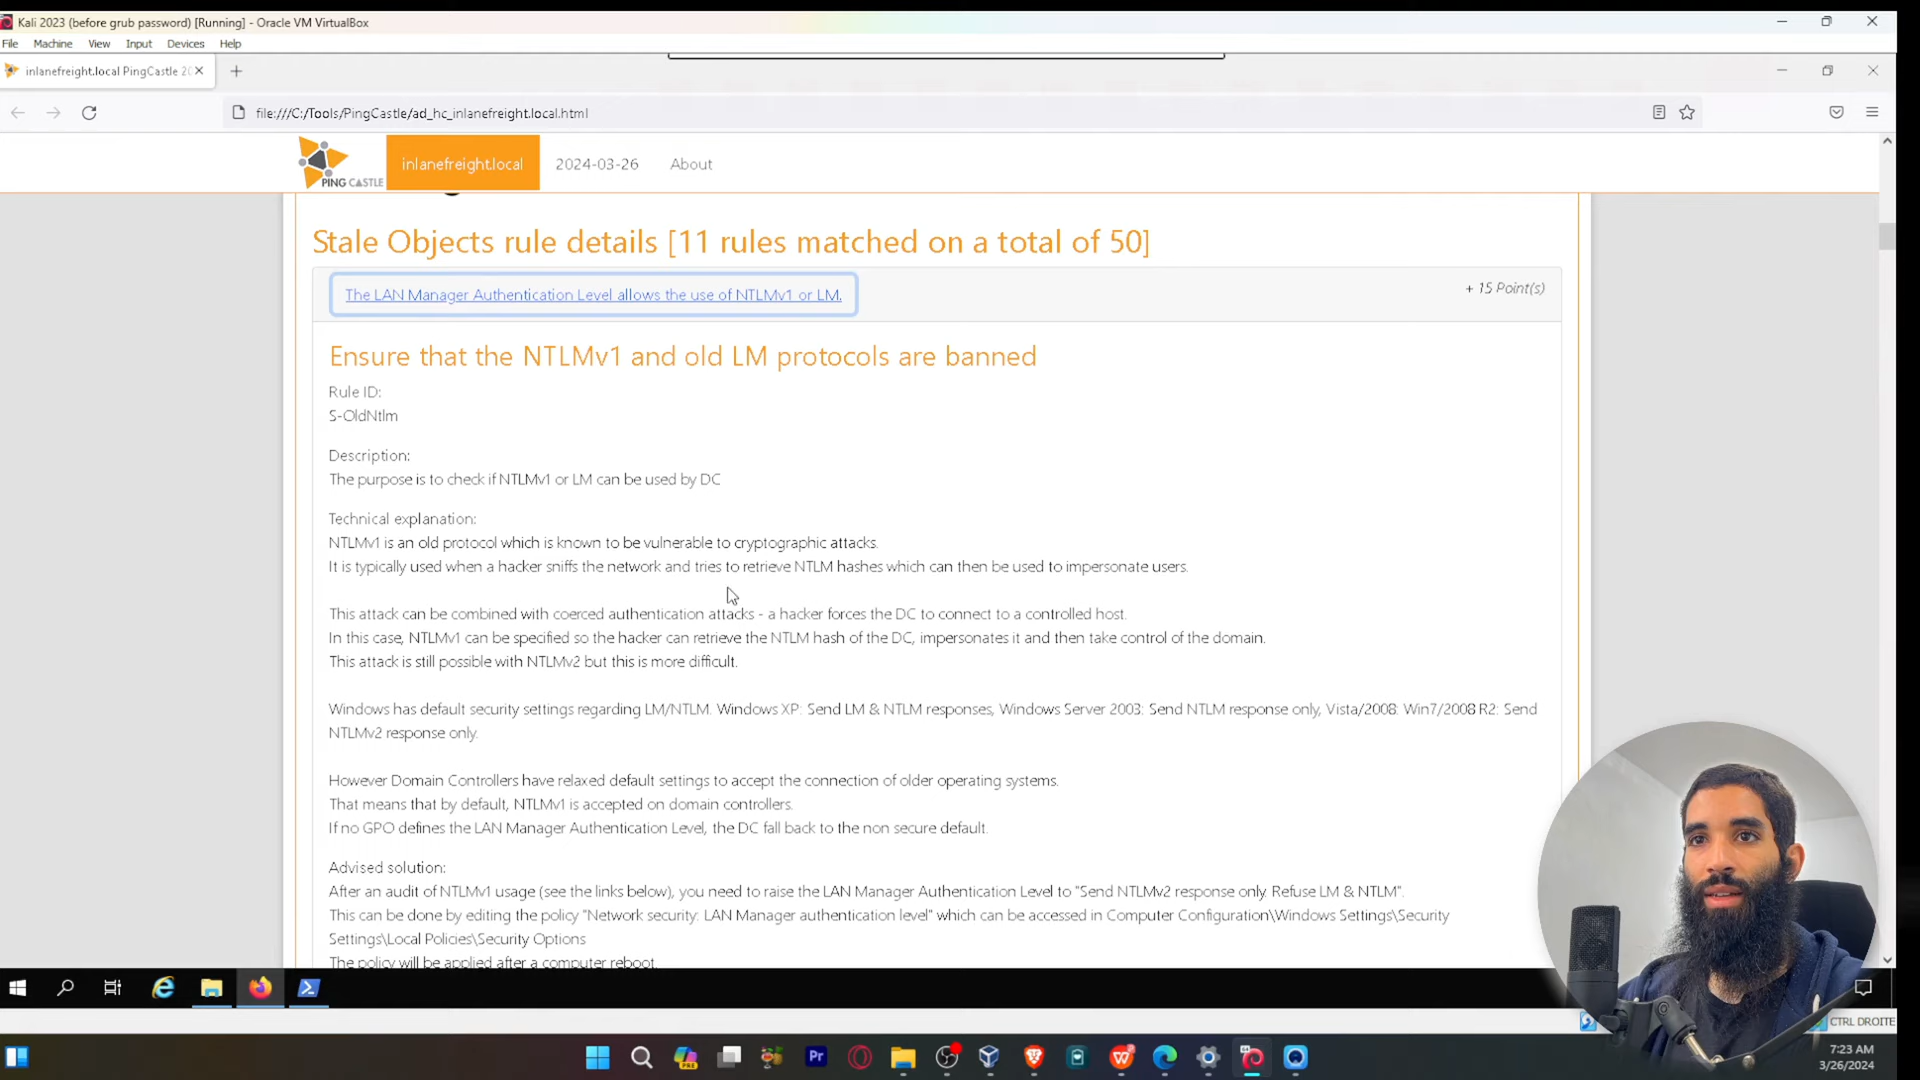 Kali 2023 (before grub password) [Running] - Oracle VM VirtualBox
File Machine View Input Devices Help
inlanefreight.local PingCastle 20
file:///C:/Tools/PingCastle/ad_hc_inlanefreight.local.html
PING CASTLE
inlanefreight.local 2024-03-26 About
Stale Objects rule details [11 rules matched on a total of 50]
The LAN Manager Authentication Level allows the use of NTLMv1 or LM.
+ 15 Point(s)
Ensure that the NTLMv1 and old LM protocols are banned
Rule ID:
S-OldNtlm
Description:
The purpose is to check if NTLMv1 or LM can be used by DC
Technical explanation:
NTLMv1 is an old protocol which is known to be vulnerable to cryptographic attacks.
It is typically used when a hacker sniffs the network and tries to retrieve NTLM hashes which can then be used to impersonate users.
This attack can be combined with coerced authentication attacks - a hacker forces the DC to connect to a controlled host.
In this case, NTLMv1 can be specified so the hacker can retrieve the NTLM hash of the DC, impersonates it and then take control of the domain.
This attack is still possible with NTLMv2 but this is more difficult.
Windows has default security settings regarding LM/NTLM. Windows XP: Send LM & NTLM responses, Windows Server 2003: Send NTLM response only, Vista/2008: Win7/2008 R2: Send
NTLMv2 response only.
However Domain Controllers have relaxed default settings to accept the connection of older operating systems.
That means that by default, NTLMv1 is accepted on domain controllers.
If no GPO defines the LAN Manager Authentication Level, the DC fall back to the non secure default.
Advised solution:
After an audit of NTLMv1 usage (see the links below), you need to raise the LAN Manager Authentication Level to "Send NTLMv2 response only. Refuse LM & NTLM".
This can be done by editing the policy "Network security: LAN Manager authentication level" which can be accessed in Computer Configuration\Windows Settings\Security
Settings\Local Policies\Security Options
The policy will be applied after a computer reboot.
CTRL DROITE
PRE
Pr
7:23 AM
3/26/2024